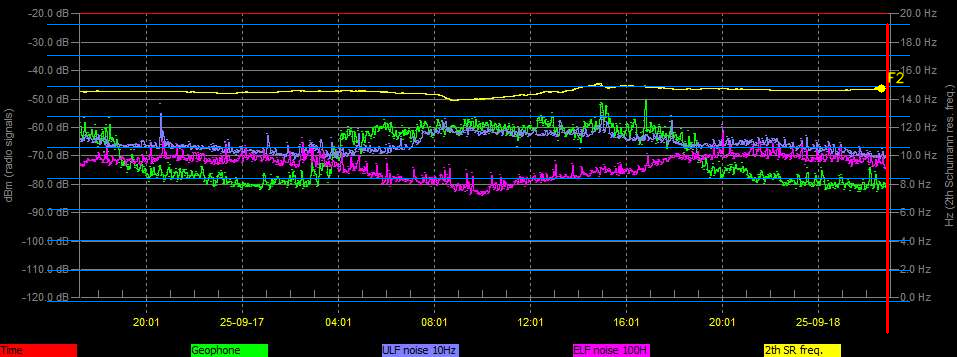 -20.0 dB 20.0 Hz
-30.0 dB 18.0 Hz
-40.0 dB 16.0 Hz
F2
-50.0 dB 14.0 Hz
-60.0 dB 12.0 Hz
-70.0 dB 10.0 Hz
-80.0 dB 8.0 Hz
-90.0 dB 6.0 Hz
-100.0 dB 4.0 Hz
-110.0 dB 2.0 Hz
-120.0 dB 0.0 Hz
dBm (radio signals)
Hz (2th Schumann res. freq.)
20:01 25-09-17 04:01 08:01 12:01 16:01 20:01 25-09-18
Time Geophone ULF noise 10Hz ELF noise 100H 2th SR freq.